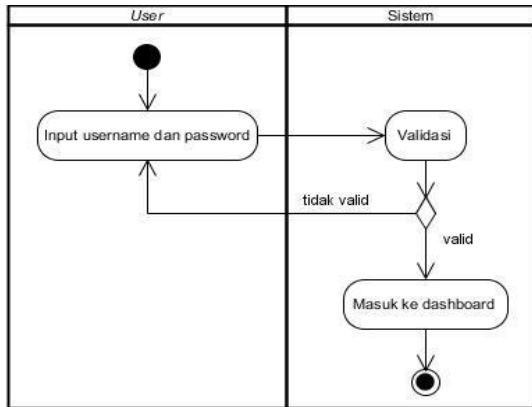 User
Sistem
Input username dan password
Validasi
tidak valid
valid
Masuk ke dashboard